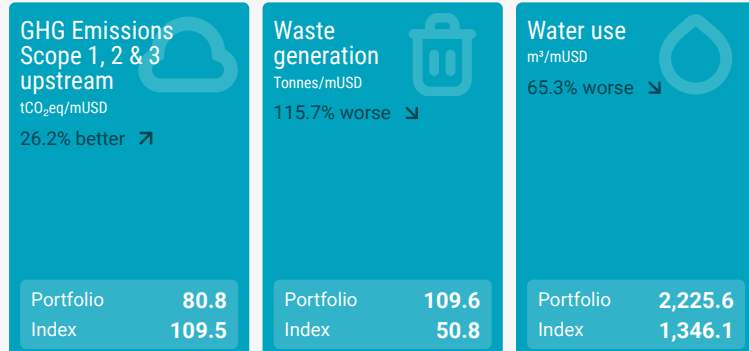 GHG Emissions
Scope 1, 2 & 3
upstream
tCO₂eq/mUSD
26.2% better
Portfolio 80.8
Index 109.5
Waste
generation
Tonnes/mUSD
115.7% worse
Portfolio 109.6
Index 50.8
Water use
m³/mUSD
65.3% worse
Portfolio 2,225.6
Index 1,346.1